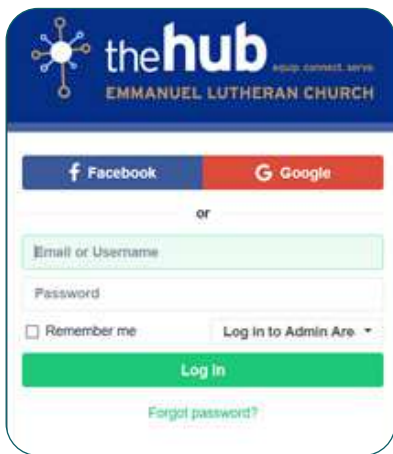 thehub equip. connect. serve.
EMMANUEL LUTHERAN CHURCH
f Facebook G Google
or
Email or Username
Password
Remember me Log in to Admin Are
Log In
Forgot password?